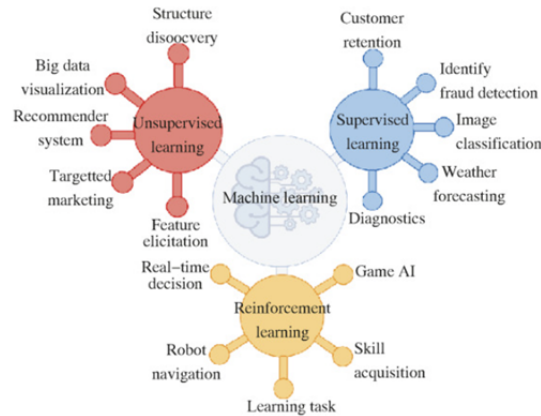 Structure
disoocvery
Big data
visualization
Recommender
system
Targetted
marketing
Feature
elicitation
Unsupervised
learning
Customer
retention
Identify
fraud detection
Image
classification
Weather
forecasting
Diagnostics
Supervised
learning
Machine learning
Real-time
decision
Game AI
Reinforcement
learning
Robot
navigation
Skill
acquisition
Learning task